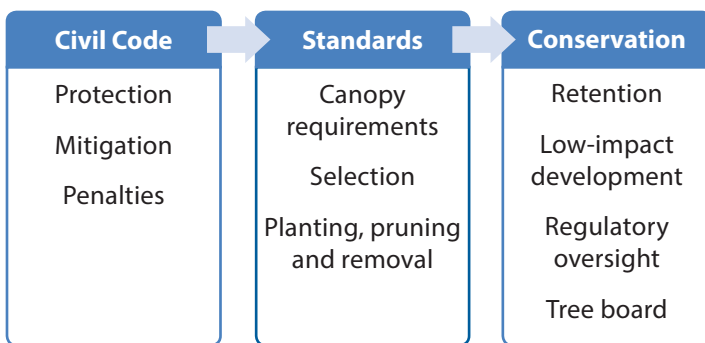 Civil Code
Protection
Mitigation
Penalties
Standards
Canopy
requirements
Selection
Planting, pruning
and removal
Conservation
Retention
Low-impact
development
Regulatory
oversight
Tree board